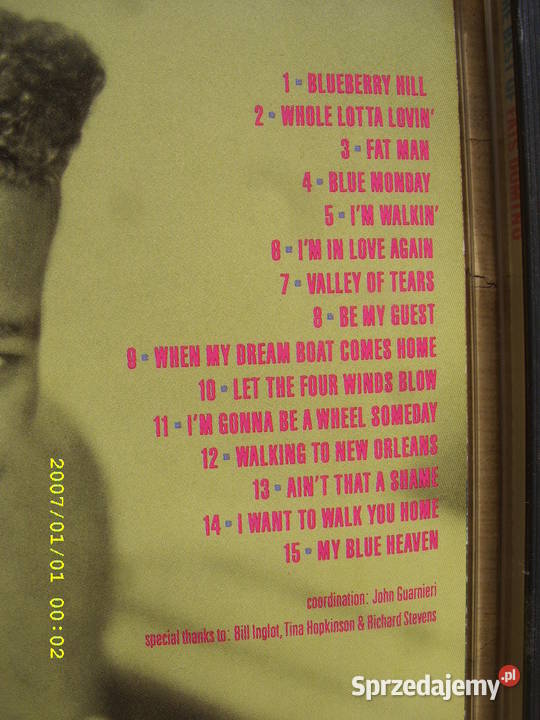 1 - BLUEBERRY HILL
2 - WHOLE LOTTA LOVIN'
3 - FAT MAN
4 - BLUE MONDAY
5 - I'M WALKIN'
6 - I'M IN LOVE AGAIN
7 - VALLEY OF TEARS
8 - BE MY GUEST
9 - WHEN MY DREAM BOAT COMES HOME
10 - LET THE FOUR WINDS BLOW
11 - I'M GONNA BE A WHEEL SOMEDAY
12 - WALKING TO NEW ORLEANS
13 - AIN'T THAT A SHAME
14 - I WANT TO WALK YOU HOME
15 - MY BLUE HEAVEN
coordination: John Guarnieri
special thanks to: Bill Inglot, Tina Hopkinson & Richard Stevens
2007/01/01 00:02
Sprzedajemy.pl